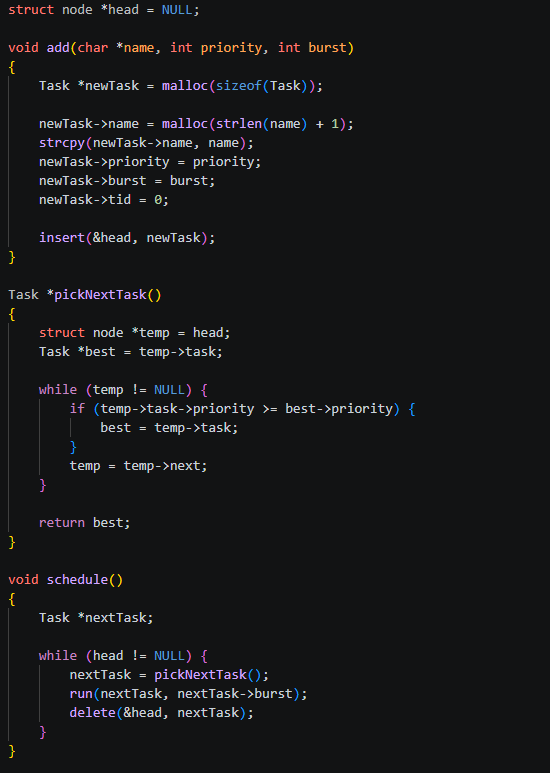 struct node *head = NULL;

void add(char *name, int priority, int burst)
{
    Task *newTask = malloc(sizeof(Task));

    newTask->name = malloc(strlen(name) + 1);
    strcpy(newTask->name, name);
    newTask->priority = priority;
    newTask->burst = burst;
    newTask->tid = 0;

    insert(&head, newTask);
}

Task *pickNextTask()
{
    struct node *temp = head;
    Task *best = temp->task;

    while (temp != NULL) {
        if (temp->task->priority >= best->priority) {
            best = temp->task;
        }
        temp = temp->next;
    }

    return best;
}

void schedule()
{
    Task *nextTask;

    while (head != NULL) {
        nextTask = pickNextTask();
        run(nextTask, nextTask->burst);
        delete(&head, nextTask);
    }
}